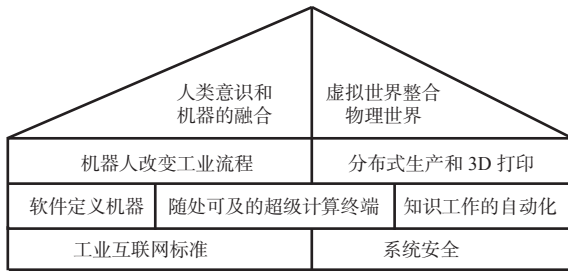 人类意识和
机器的融合
虚拟世界整合
物理世界
机器人改变工业流程
分布式生产和 3D 打印
软件定义机器
随处可及的超级计算终端
知识工作的自动化
工业互联网标准
系统安全